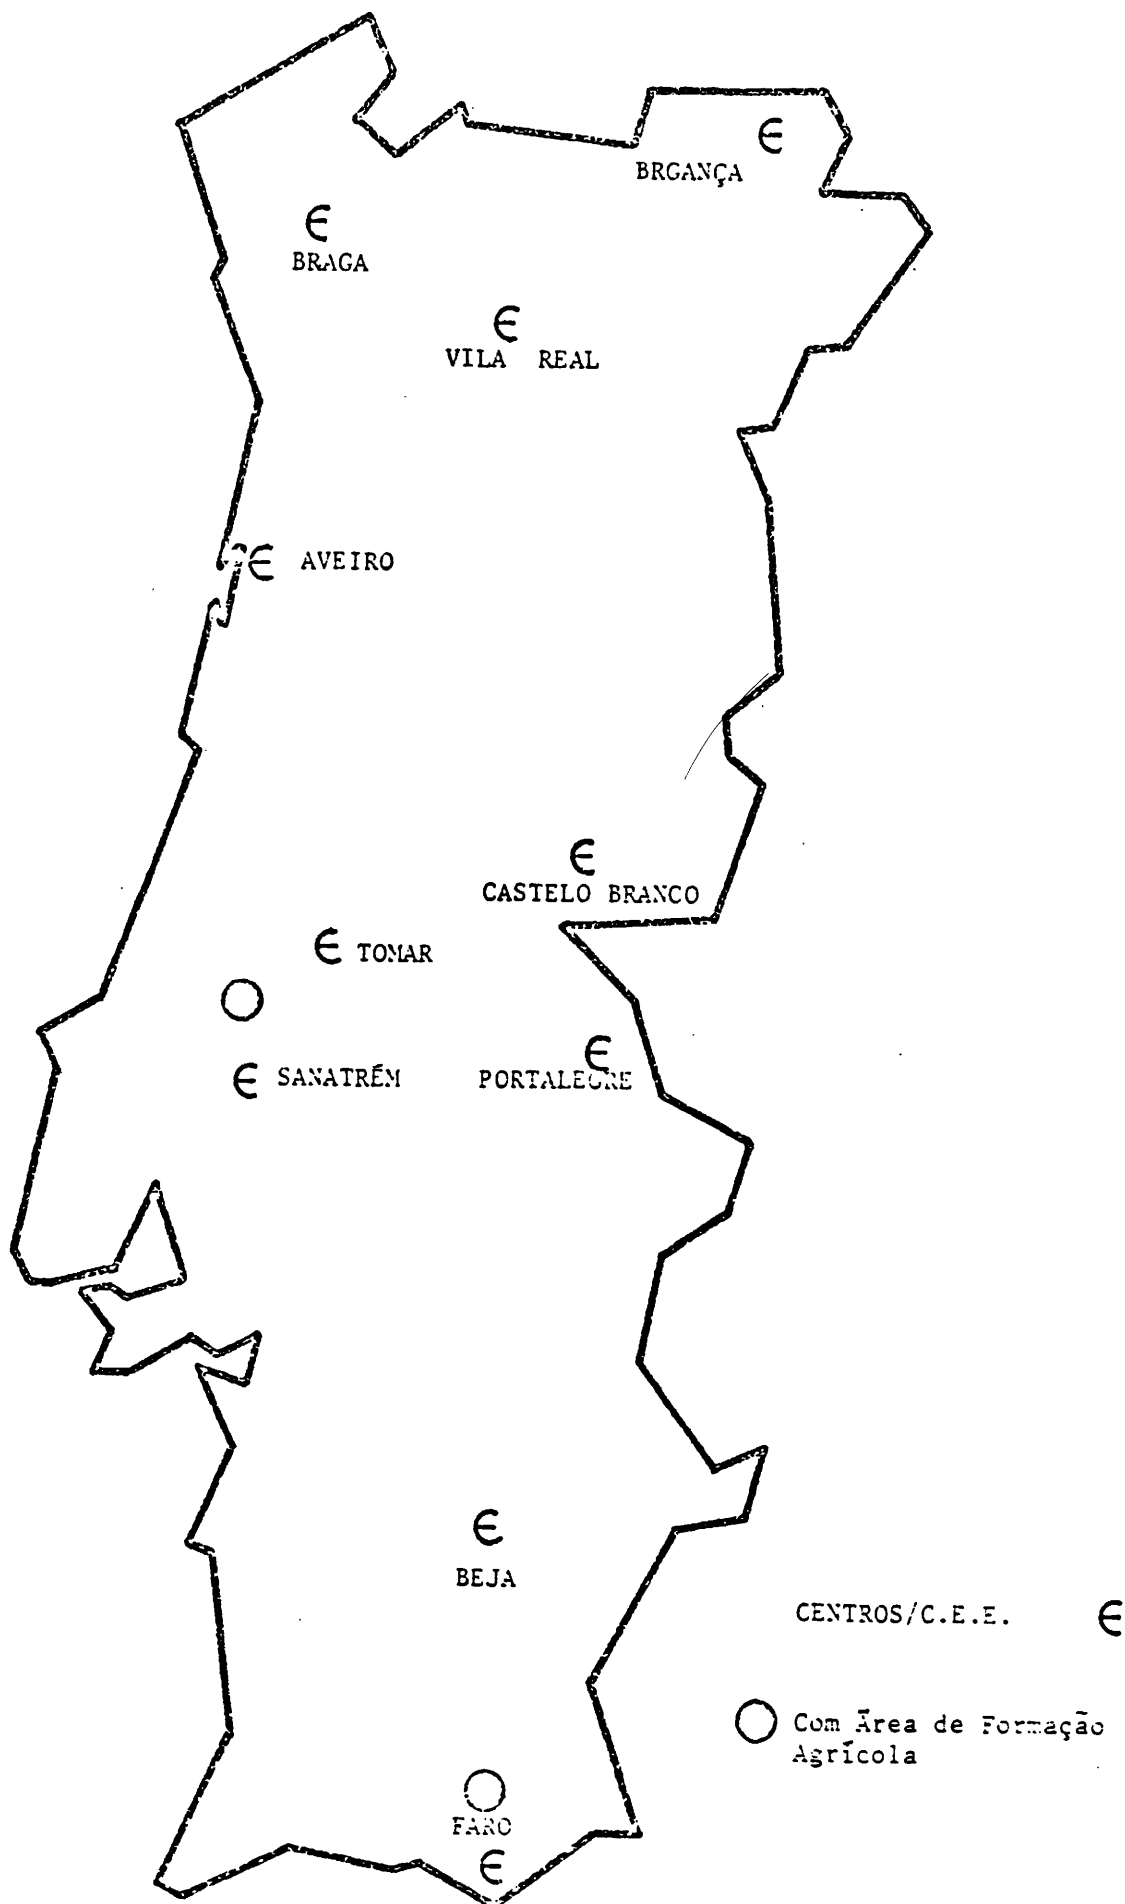 Є
BRGANÇA
Є
BRAGA
Є
VILA REAL
Є AVEIRO
Є
CASTELO BRANCO
Є TOMAR
Є SANATRÉM
Є
PORTALEGRE
Є
BEJA
CENTROS/C.E.E. Є
Com Área de Formação
Agrícola
FARO
Є